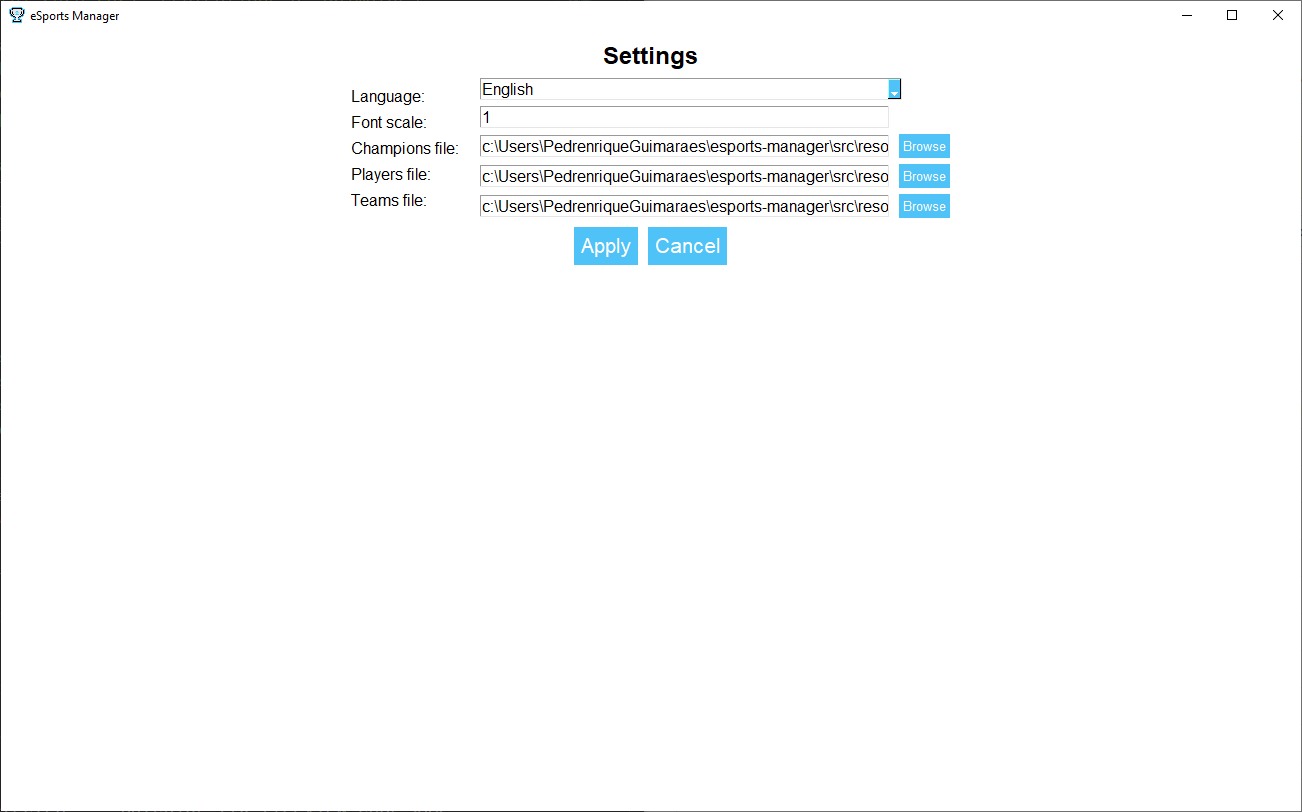 eSports Manager
Settings
Language: English
Font scale: 1
Champions file: c:\Users\PedrenriqueGuimaraes\esports-manager\src\reso Browse
Players file: c:\Users\PedrenriqueGuimaraes\esports-manager\src\reso Browse
Teams file: c:\Users\PedrenriqueGuimaraes\esports-manager\src\reso Browse
Apply Cancel